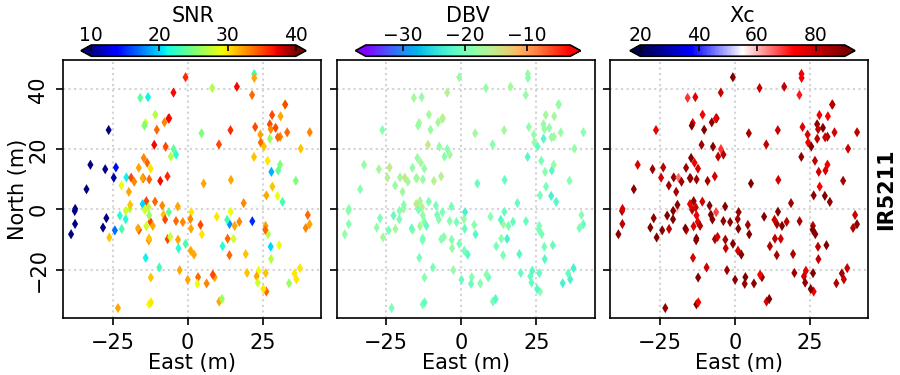 SNR DBV Xc
10 20 30 40 −30 −20 −10 20 40 60 80
40
20
0
−20
North (m)
IR5211
−25 0 25 −25 0 25 −25 0 25
East (m) East (m) East (m)